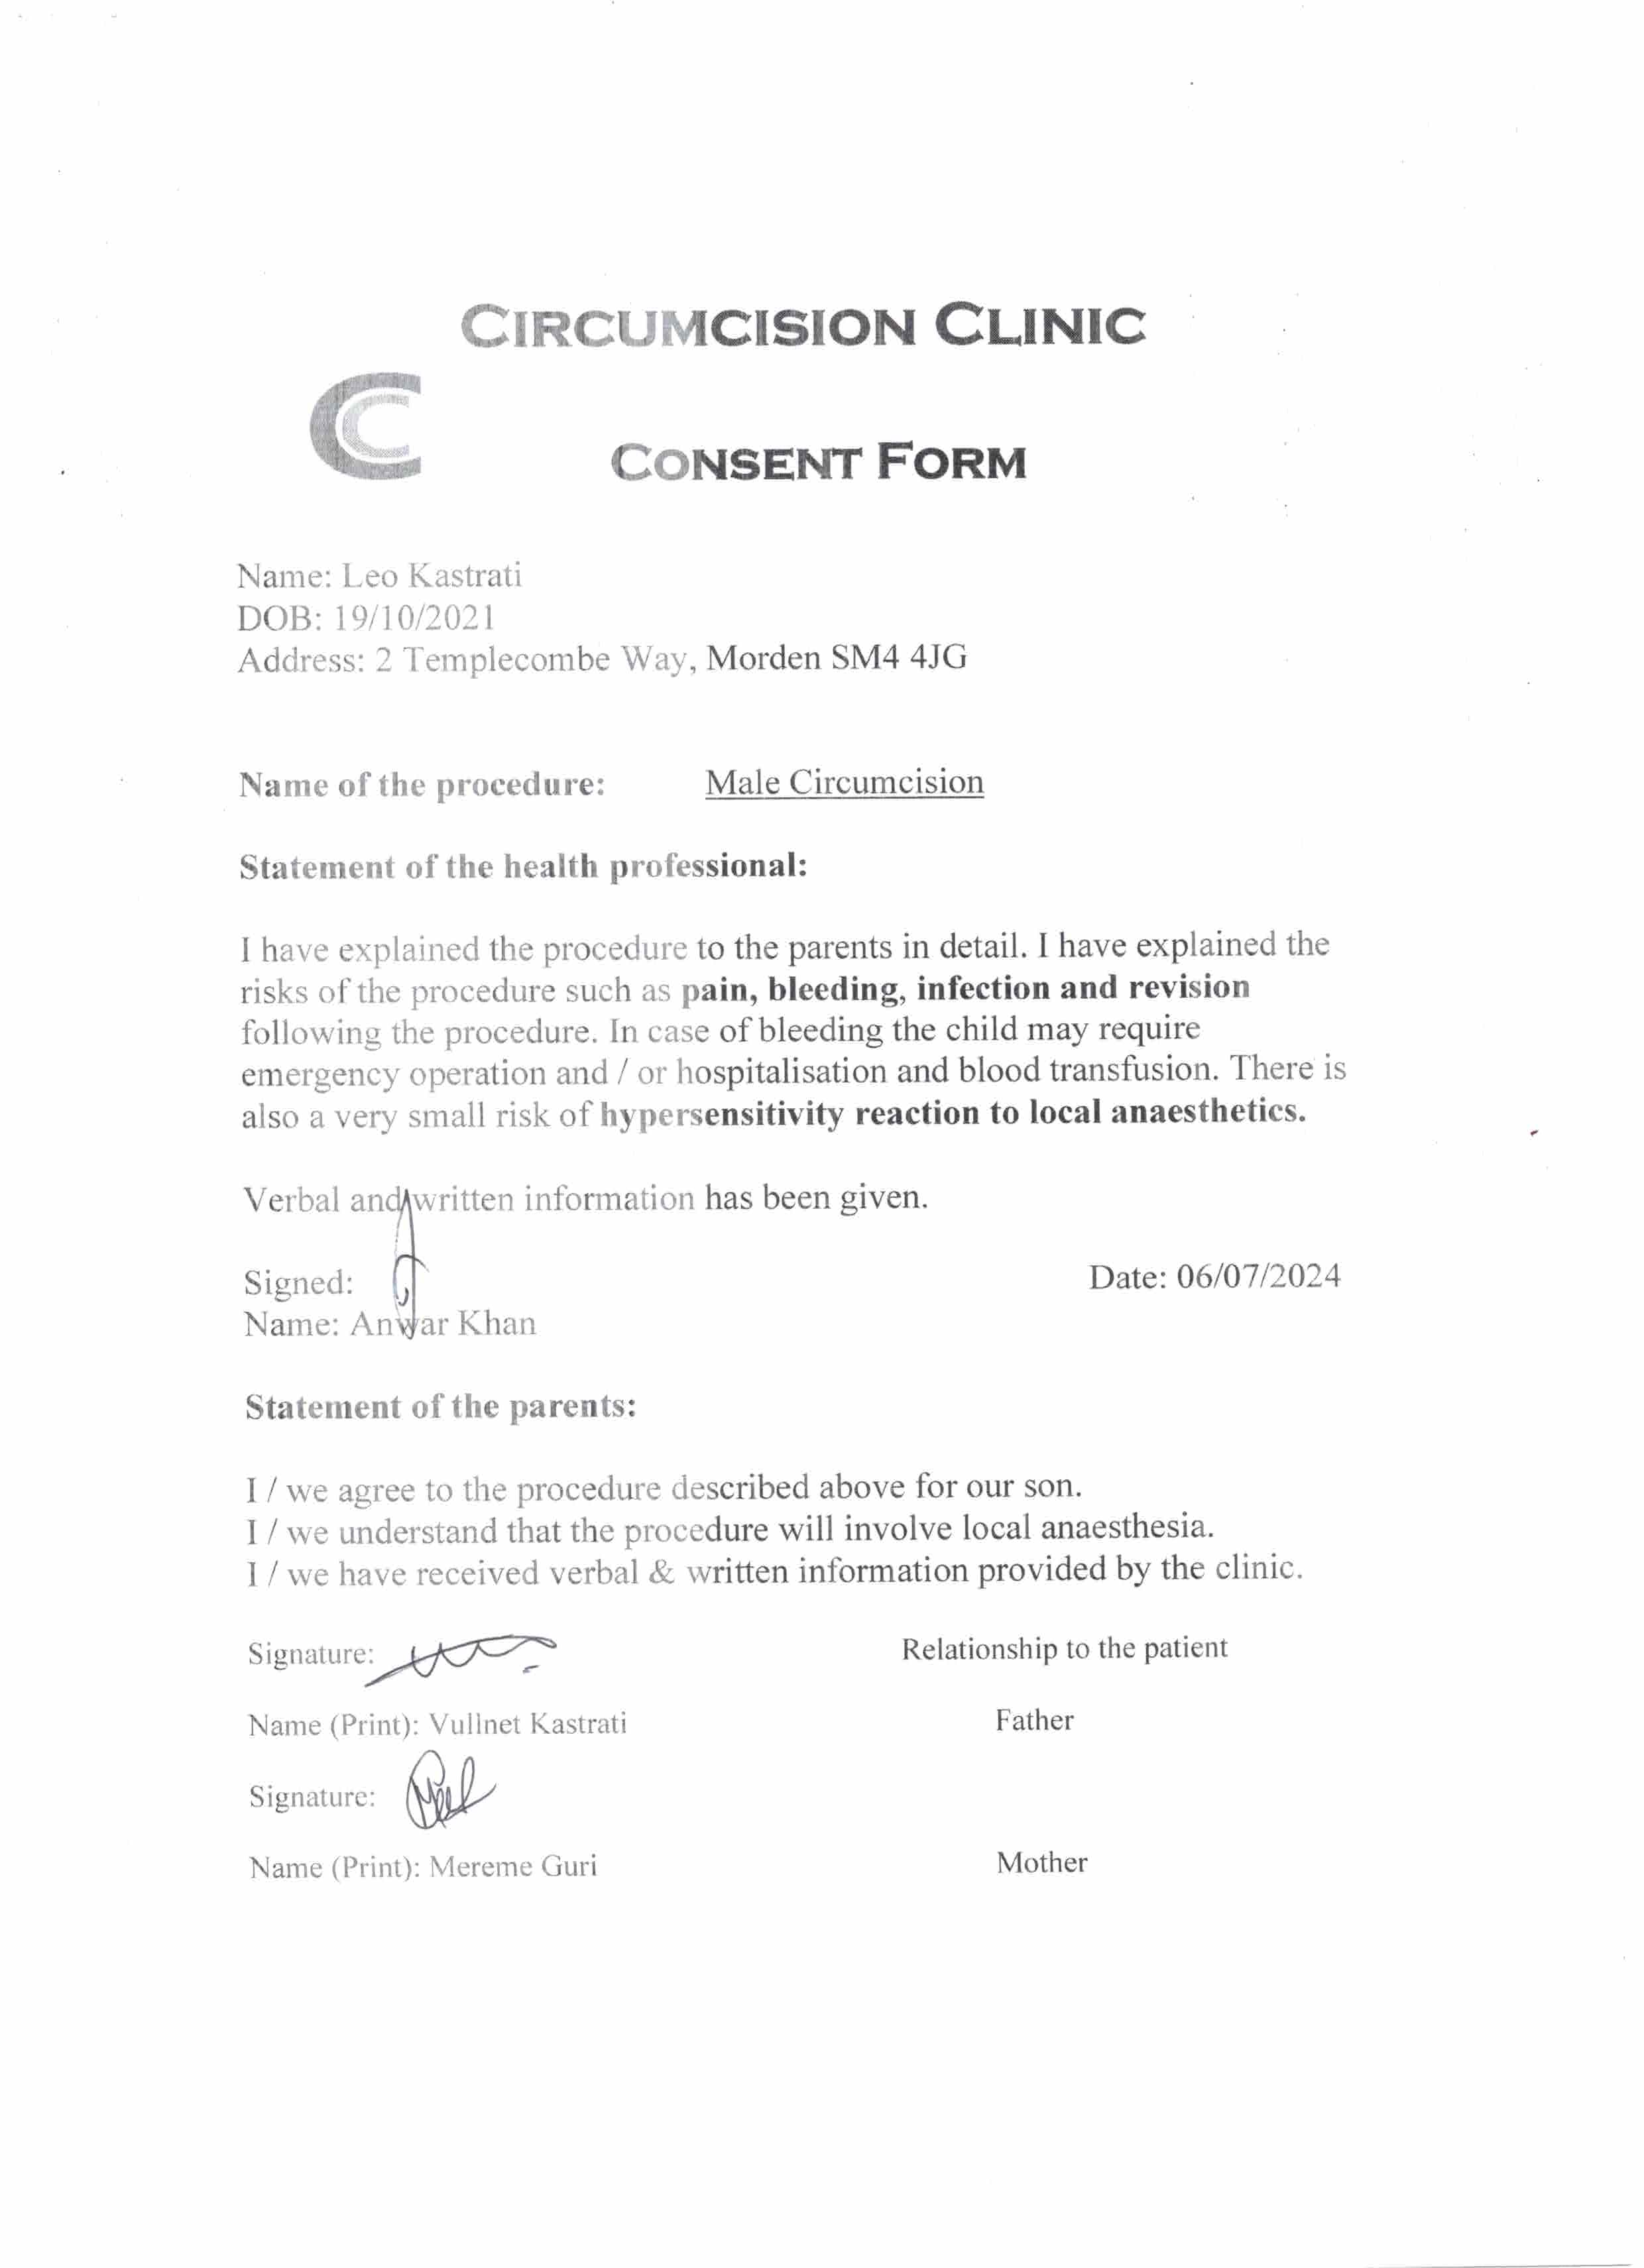 CIRCUMCISION CLINIC
CONSENT FORM
Name: Leo Kastrati
DOB: 19/10/2021
Address: 2 Templecombe Way, Morden SM4 4JG
Name of the procedure: Male Circumcision
Statement of the health professional:
I have explained the procedure to the parents in detail. I have explained the
risks of the procedure such as pain, bleeding, infection and revision
following the procedure. In case of bleeding the child may require
emergency operation and / or hospitalisation and blood transfusion. There is
also a very small risk of hypersensitivity reaction to local anaesthetics.
Verbal and written information has been given.
Signed: Date: 06/07/2024
Name: Anwar Khan
Statement of the parents:
I / we agree to the procedure described above for our son.
I / we understand that the procedure will involve local anaesthesia.
I / we have received verbal & written information provided by the clinic.
Signature: Relationship to the patient
Name (Print): Vullnet Kastrati Father
Signature:
Name (Print): Mereme Guri Mother